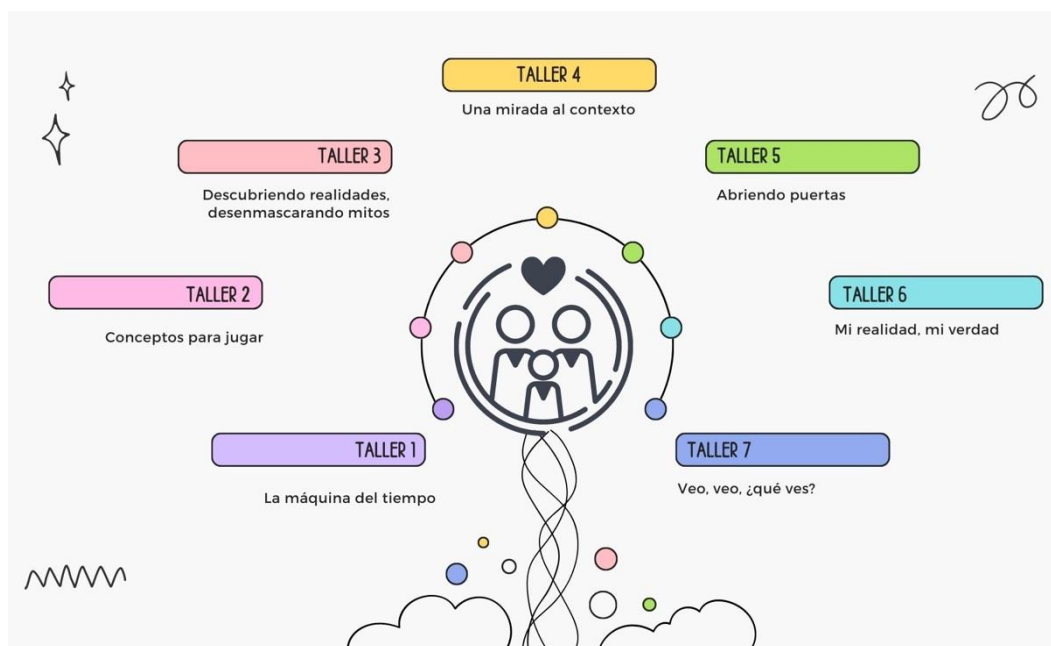 TALLER 4
Una mirada al contexto
TALLER 3
Descubriendo realidades,
desenmascarando mitos
TALLER 5
Abriendo puertas
TALLER 2
Conceptos para jugar
TALLER 6
Mi realidad, mi verdad
TALLER 1
La máquina del tiempo
TALLER 7
Veo, veo, ¿qué ves?